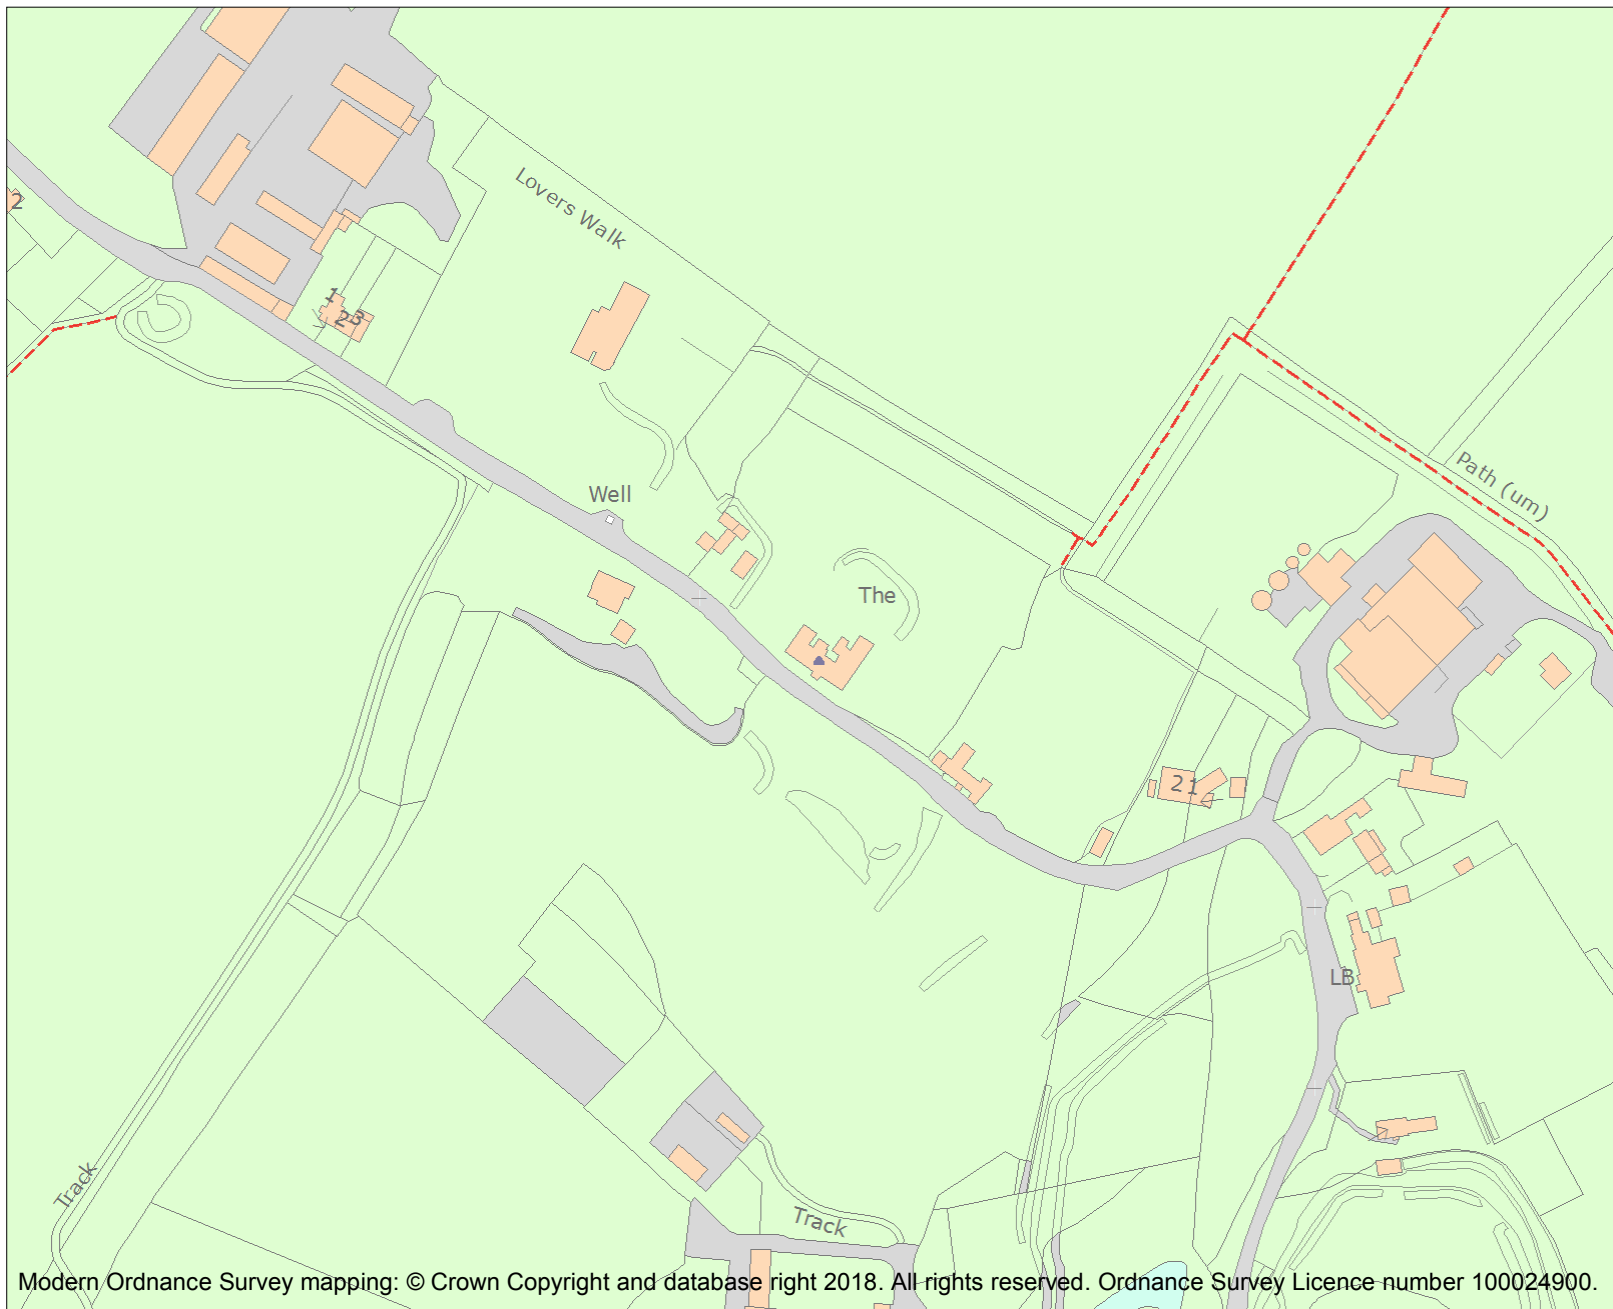 2
Lovers Walk
1
2
3
Path (um)
Well
The
2
1
LB
Track
Track
Modern Ordnance Survey mapping: © Crown Copyright and database right 2018. All rights reserved. Ordnance Survey Licence number 100024900.